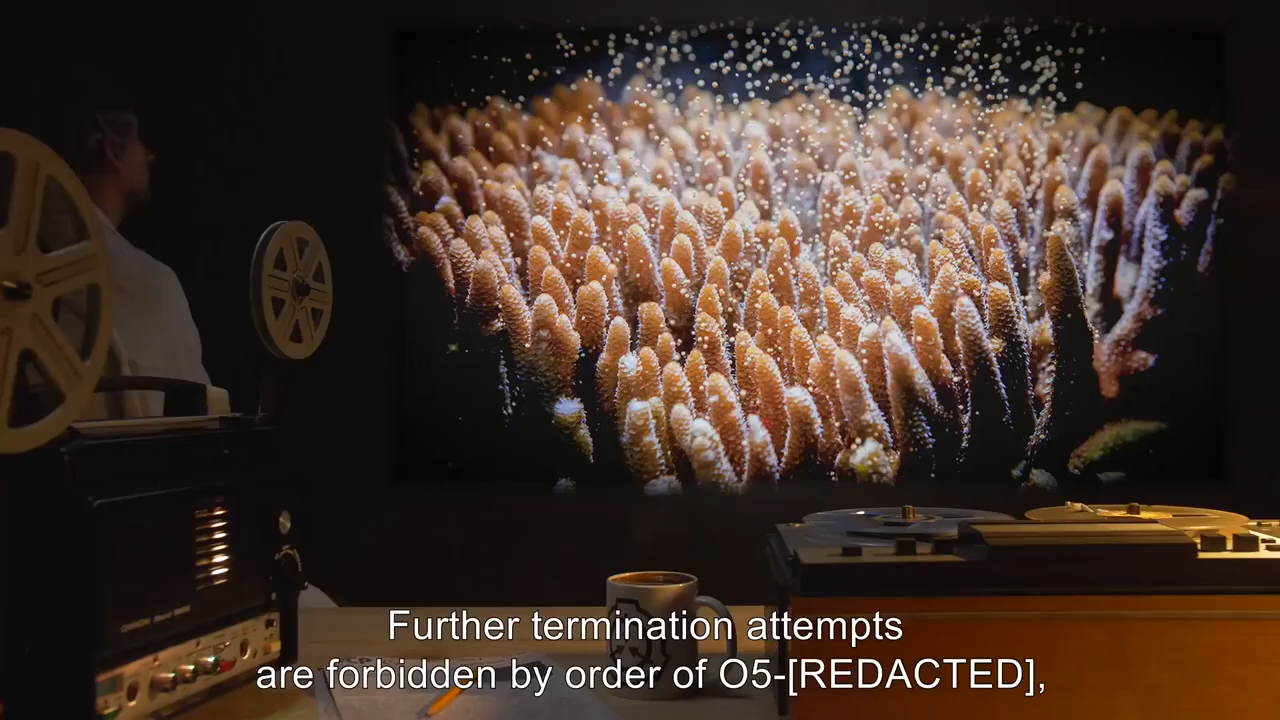 Further termination attempts
are forbidden by order of O5-[REDACTED],